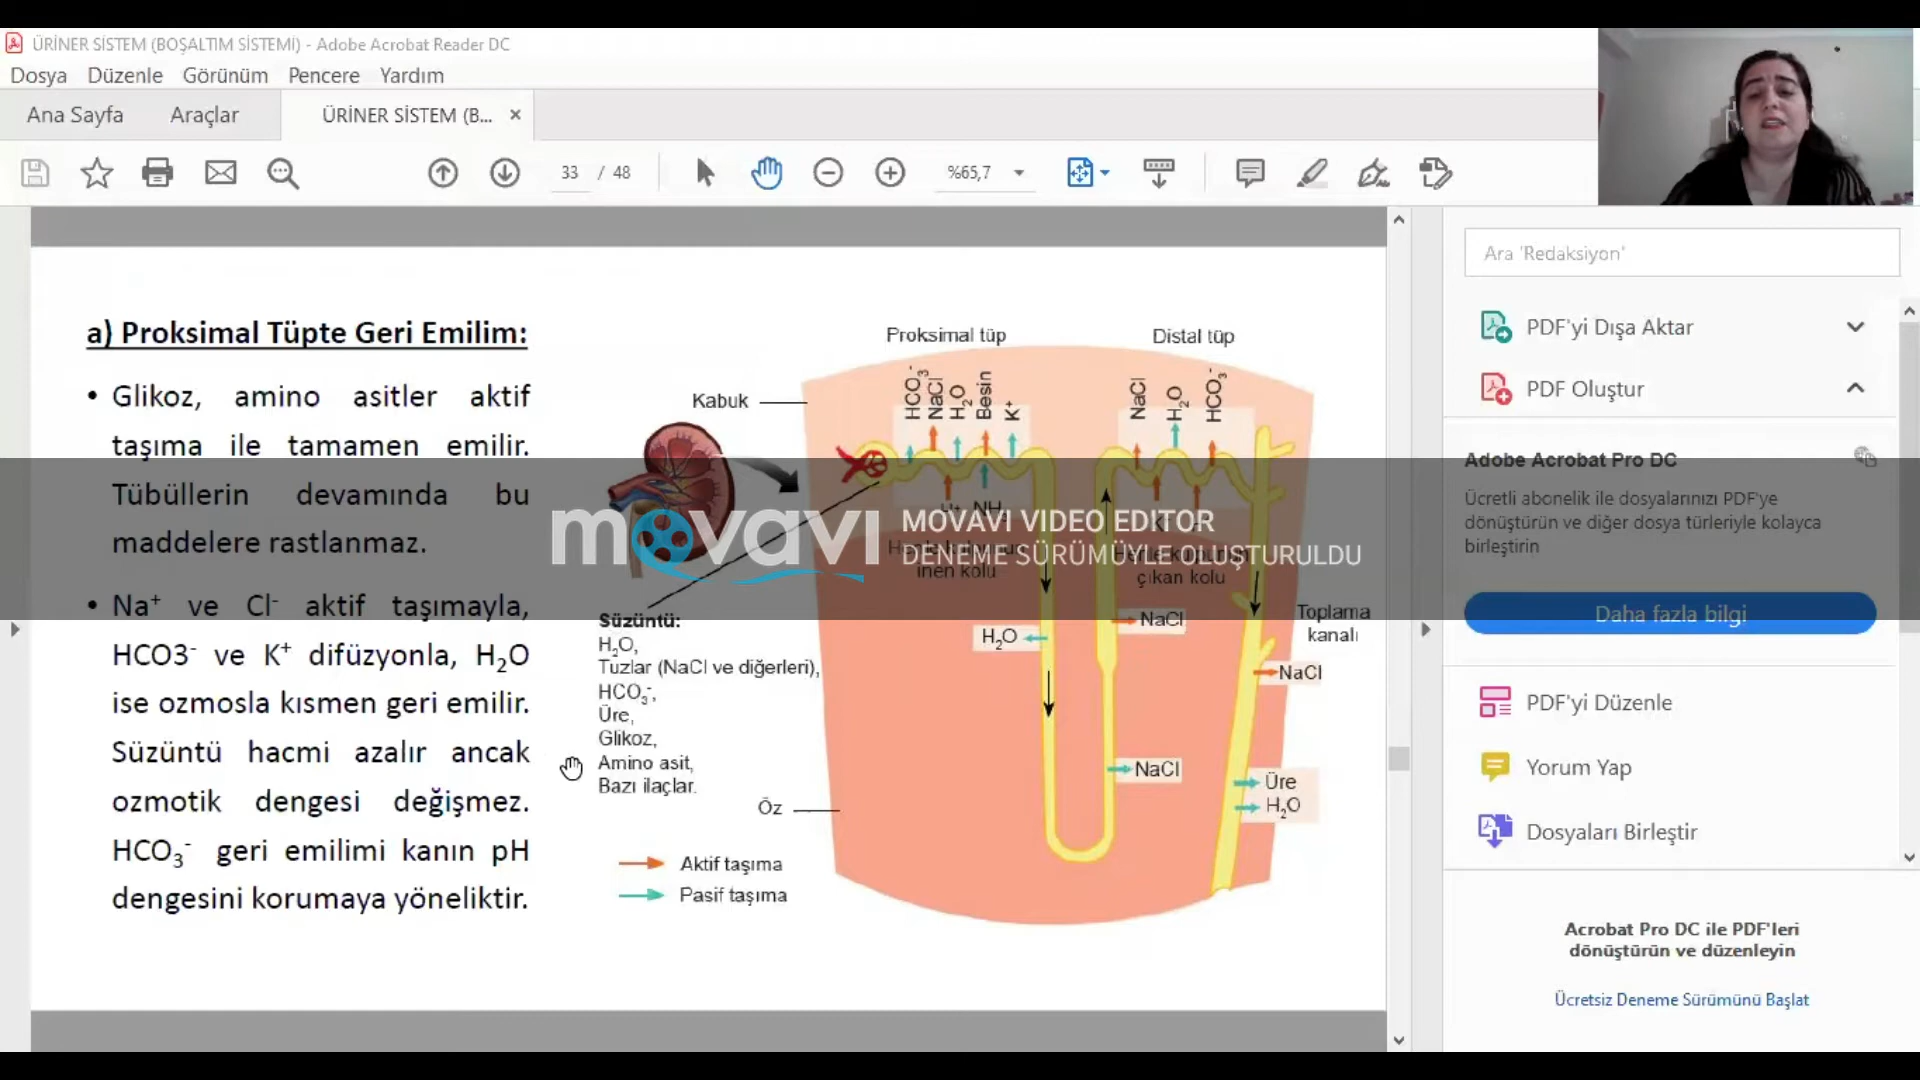 ÜRİNER SİSTEM (BOŞALTIM SİSTEMİ) - Adobe Acrobat Reader DC
Dosya Düzenle Görünüm Pencere Yardım
Ana Sayfa Araçlar ÜRİNER SİSTEM (B... ×
33 / 48 %65,7
a) Proksimal Tüpte Geri Emilim:
• Glikoz, amino asitler aktif
taşıma ile tamamen emilir.
Tübüllerin devamında bu
maddelere rastlanmaz.
• Na⁺ ve Cl⁻ aktif taşımayla,
HCO3⁻ ve K⁺ difüzyonla, H₂O
ise ozmosla kısmen geri emilir.
Süzüntü hacmi azalır ancak
ozmotik dengesi değişmez.
HCO₃⁻ geri emilimi kanın pH
dengesini korumaya yöneliktir.
Proksimal tüp
Distal tüp
Kabuk
HCO₃⁻
NaCl
H₂O
Besin
K⁺
NaCl
H₂O
HCO₃⁻
movavi
MOVAVI VIDEO EDITOR
DENEME SÜRÜMÜYLE OLUŞTURULDU
inen kolu
çıkan kolu
Toplama
kanalı
Süzüntü:
H₂O,
Tuzlar (NaCl ve diğerleri),
HCO₃⁻,
Üre,
Glikoz,
Amino asit,
Bazı ilaçlar.
H₂O
NaCl
NaCl
NaCl
Üre
H₂O
Öz
Aktif taşıma
Pasif taşıma
Ara 'Redaksiyon'
PDF'yi Dışa Aktar
PDF Oluştur
Adobe Acrobat Pro DC
Ücretli abonelik ile dosyalarınızı PDF'ye
dönüştürün ve diğer dosya türleriyle kolayca
birleştirin
Daha fazla bilgi
PDF'yi Düzenle
Yorum Yap
Dosyaları Birleştir
Acrobat Pro DC ile PDF'leri
dönüştürün ve düzenleyin
Ücretsiz Deneme Sürümünü Başlat